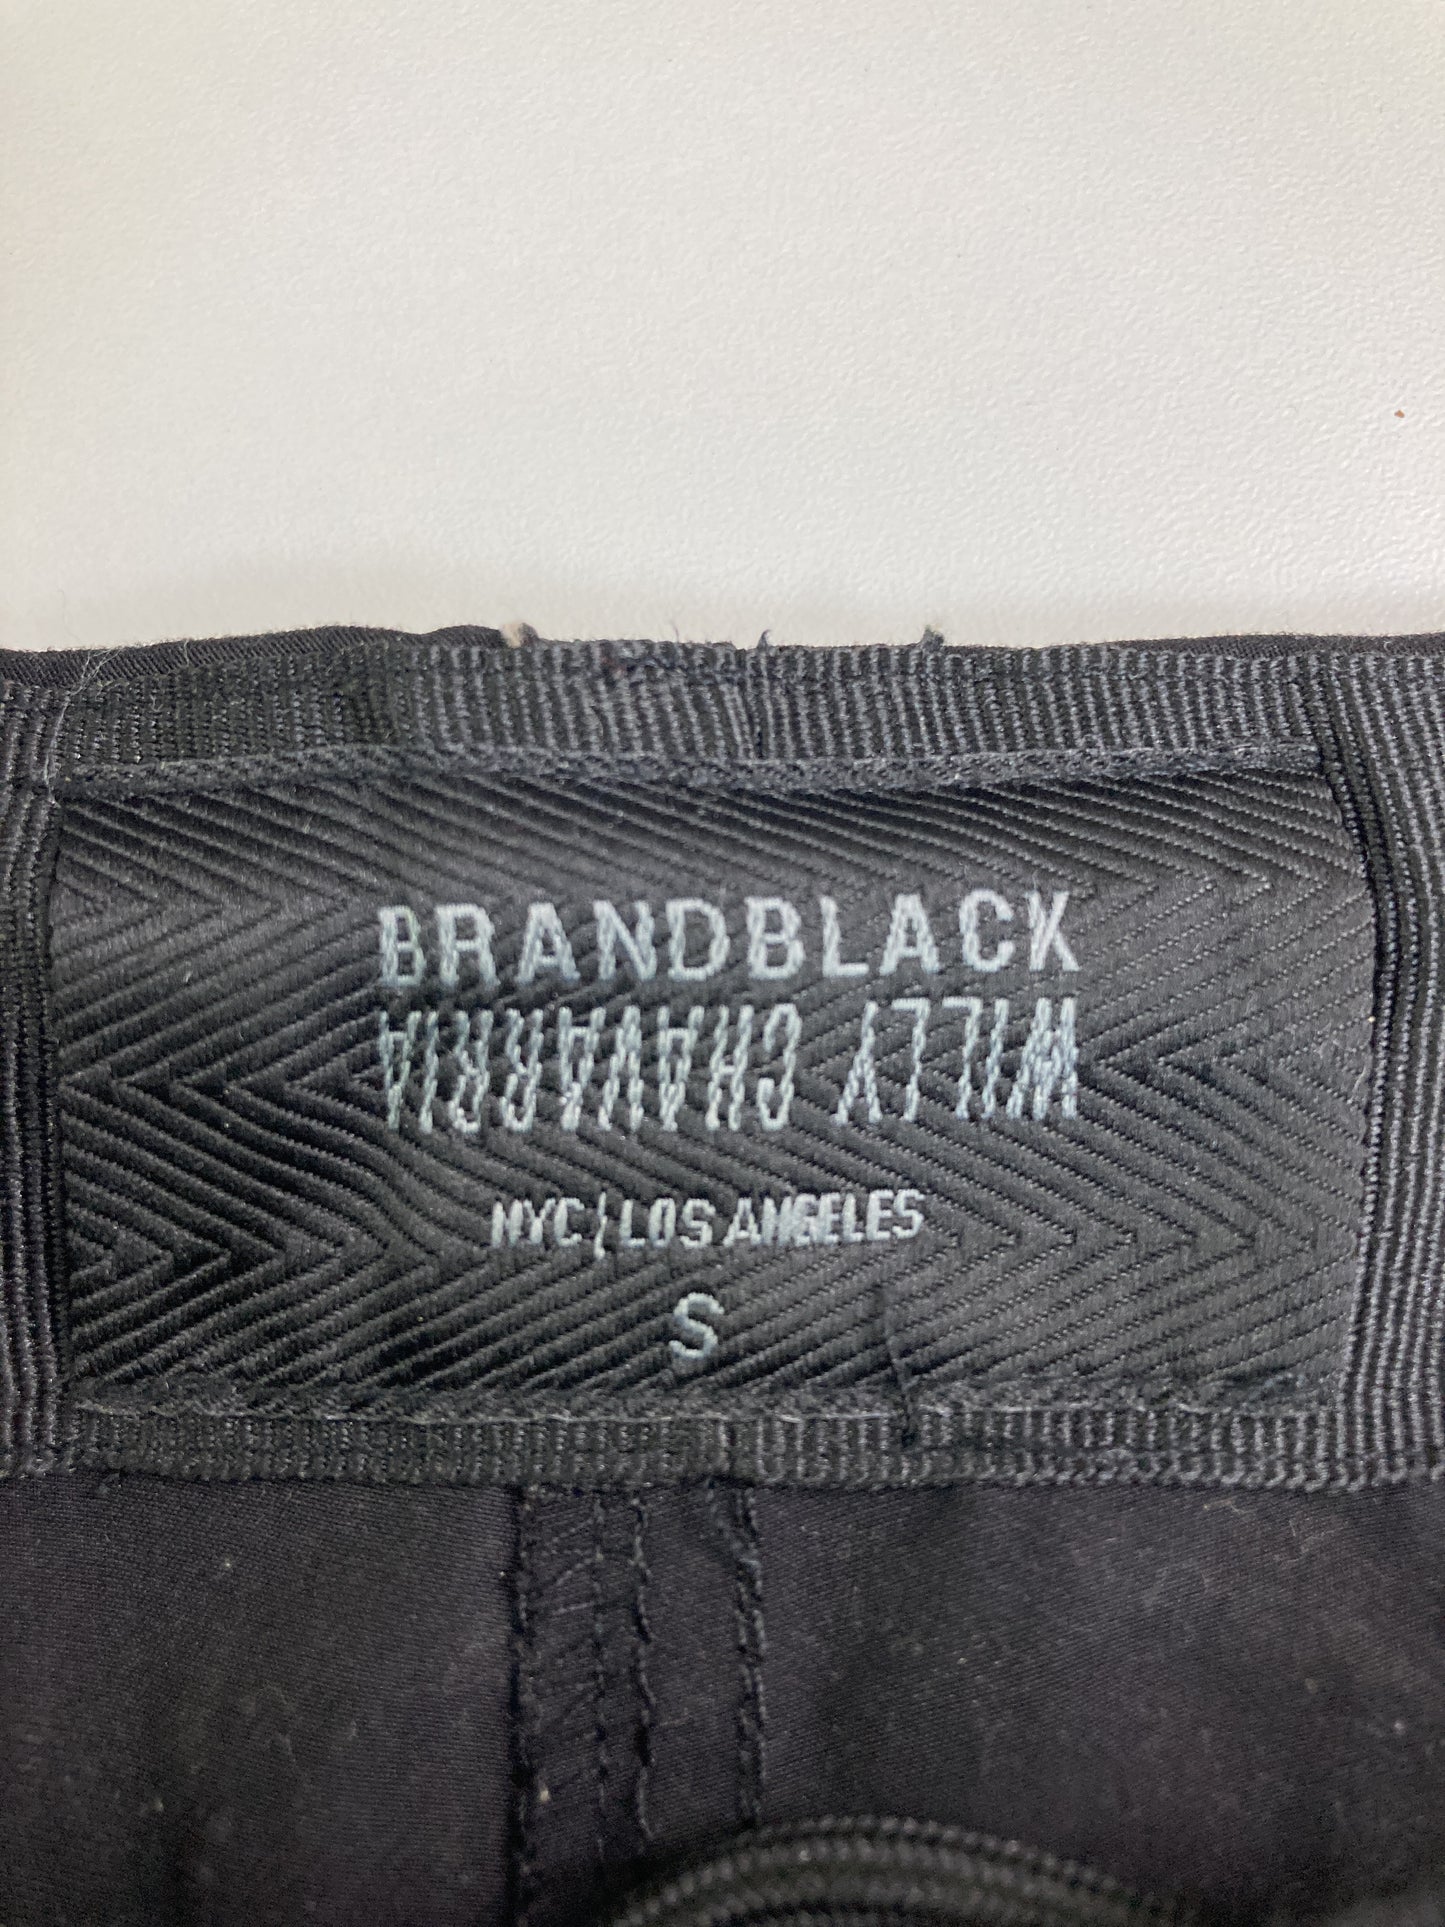 BRANDBLACK
WILLY CHAVARRIA
NYC/LOS ANGELES
S